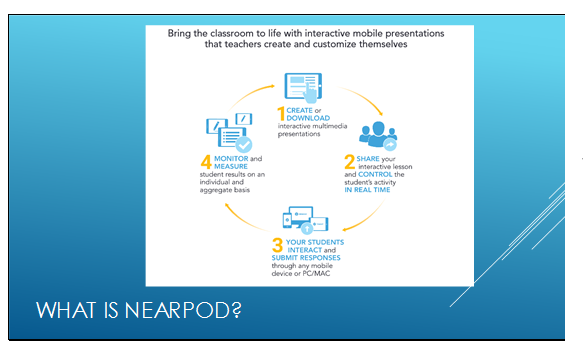 Bring the classroom to life with interactive mobile presentations
that teachers create and customize themselves
1 CREATE or
DOWNLOAD
interactive multimedia
presentations
2 SHARE your
interactive lesson
and CONTROL the
student's activity
IN REAL TIME
3 YOUR STUDENTS
INTERACT and
SUBMIT RESPONSES
through any mobile
device or PC/MAC
4 MONITOR and
MEASURE
student results on an
individual and
aggregate basis
WHAT IS NEARPOD?